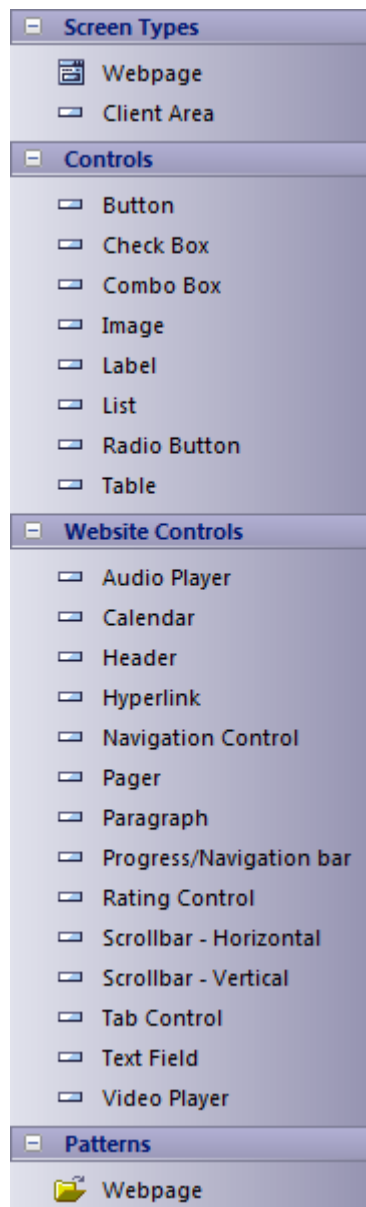 Screen Types
Webpage
Client Area
Controls
Button
Check Box
Combo Box
Image
Label
List
Radio Button
Table
Website Controls
Audio Player
Calendar
Header
Hyperlink
Navigation Control
Pager
Paragraph
Progress/Navigation bar
Rating Control
Scrollbar - Horizontal
Scrollbar - Vertical
Tab Control
Text Field
Video Player
Patterns
Webpage